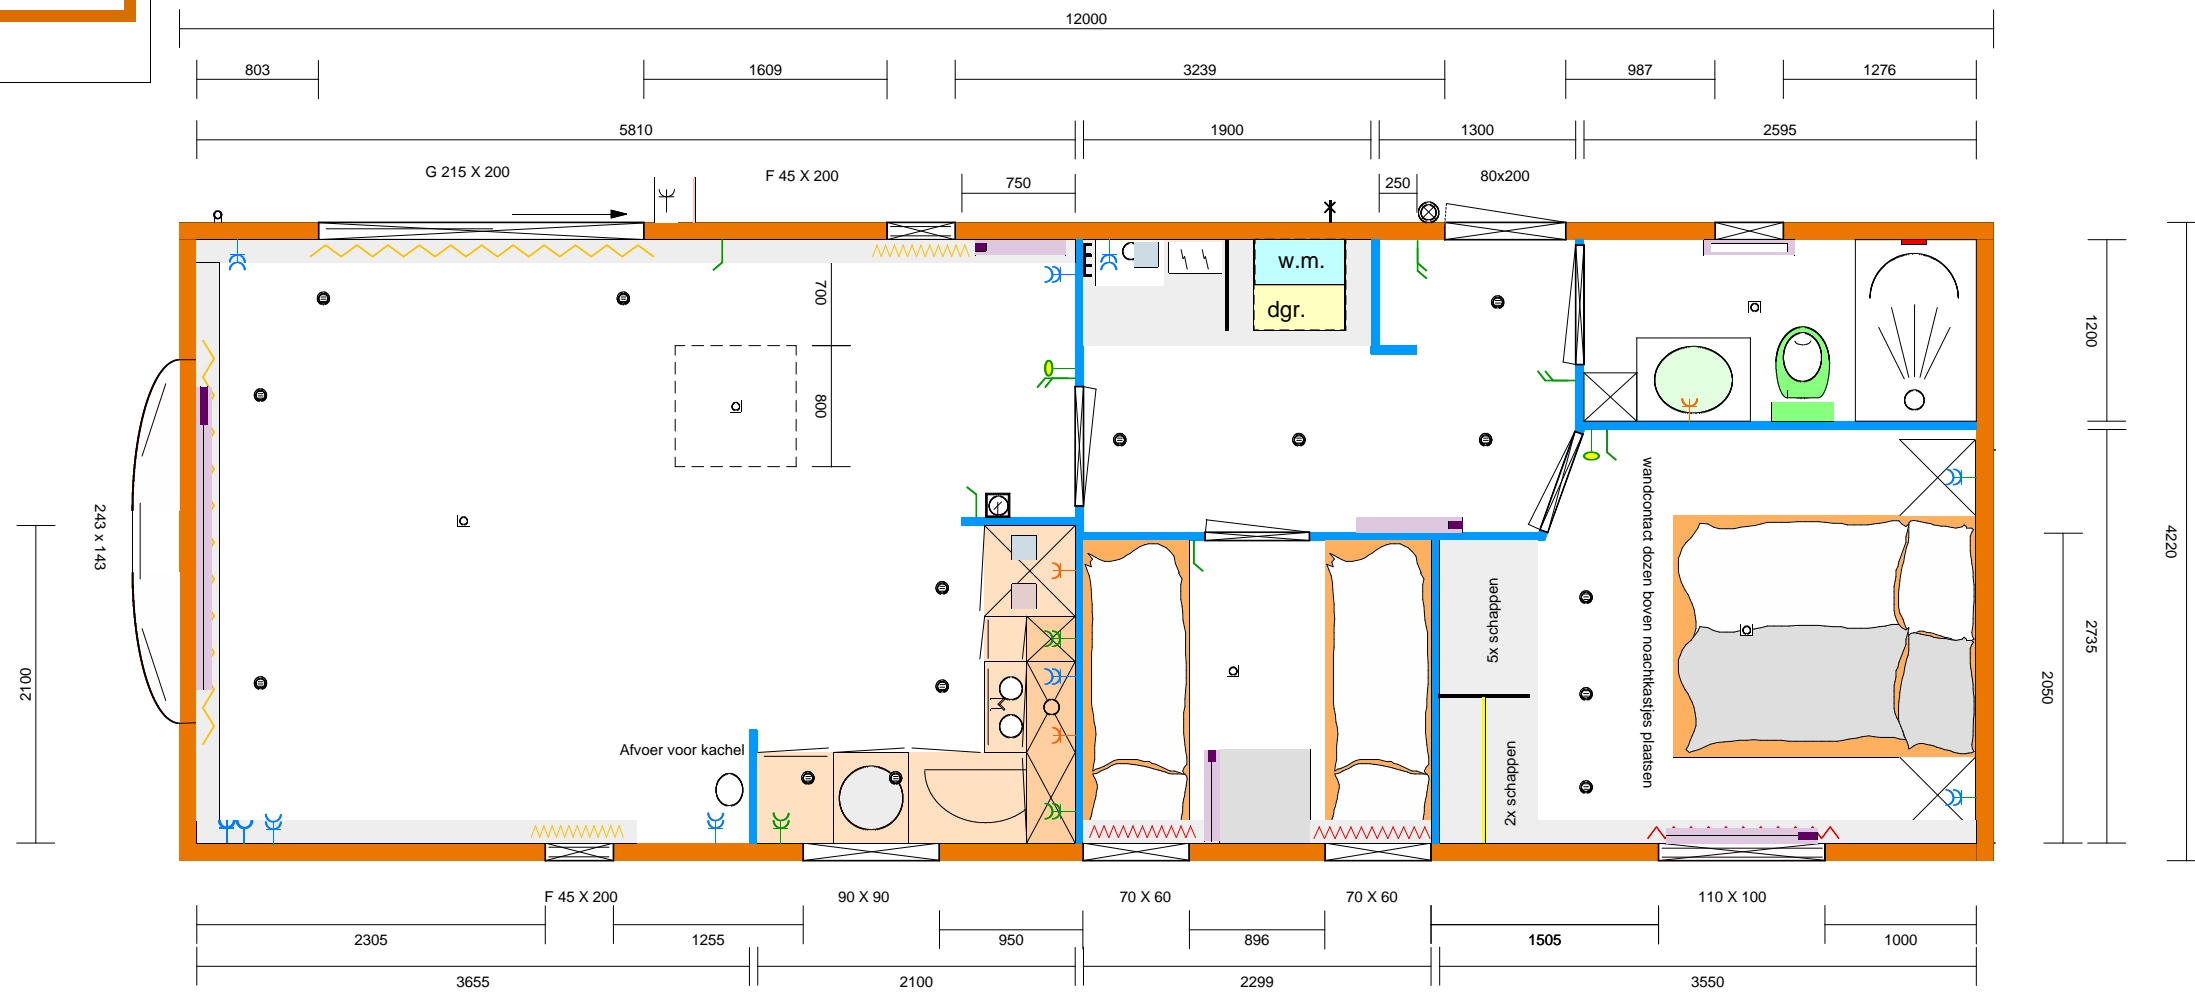 12000
803
1609
3239
987
1276
5810
1900
1300
2595
G 215 X 200
F 45 X 200
750
250
80x200
w.m.
dgr.
700
800
1200
4220
243 x 143
2100
2735
2050
wandcontact dozen boven noachtkastjes plaatsen
5x schappen
2x schappen
Afvoer voor kachel
F 45 X 200
90 X 90
70 X 60
70 X 60
110 X 100
2305
1255
950
896
1505
1000
3655
2100
2299
3550